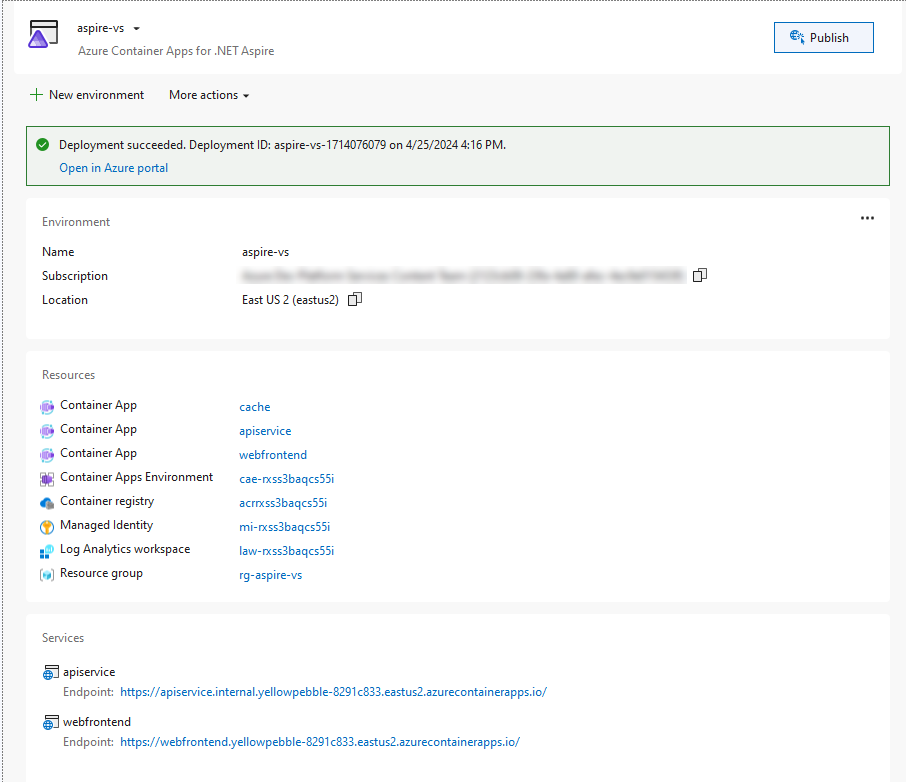 aspire-vs
Azure Container Apps for .NET Aspire
Publish
New environment
More actions
Deployment succeeded. Deployment ID: aspire-vs-1714076079 on 4/25/2024 4:16 PM.
Open in Azure portal
Environment
Name aspire-vs
Subscription
Location East US 2 (eastus2)
Resources
Container App cache
Container App apiservice
Container App webfrontend
Container Apps Environment cae-rxss3baqcs55i
Container registry acrrxss3baqcs55i
Managed Identity mi-rxss3baqcs55i
Log Analytics workspace law-rxss3baqcs55i
Resource group rg-aspire-vs
Services
apiservice
Endpoint: https://apiservice.internal.yellowpebble-8291c833.eastus2.azurecontainerapps.io/
webfrontend
Endpoint: https://webfrontend.yellowpebble-8291c833.eastus2.azurecontainerapps.io/